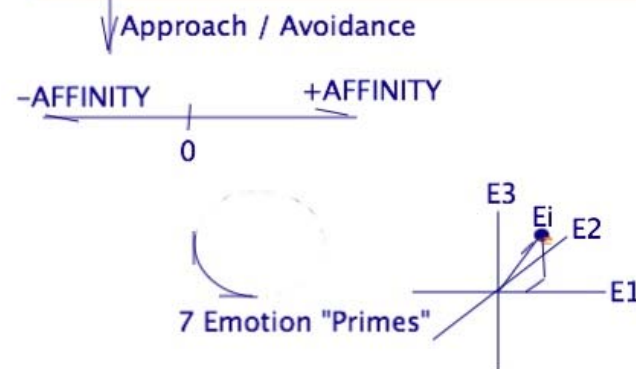 Approach / Avoidance
-AFFINITY
+AFFINITY
0
E3
Ei
E2
E1
7 Emotion "Primes"